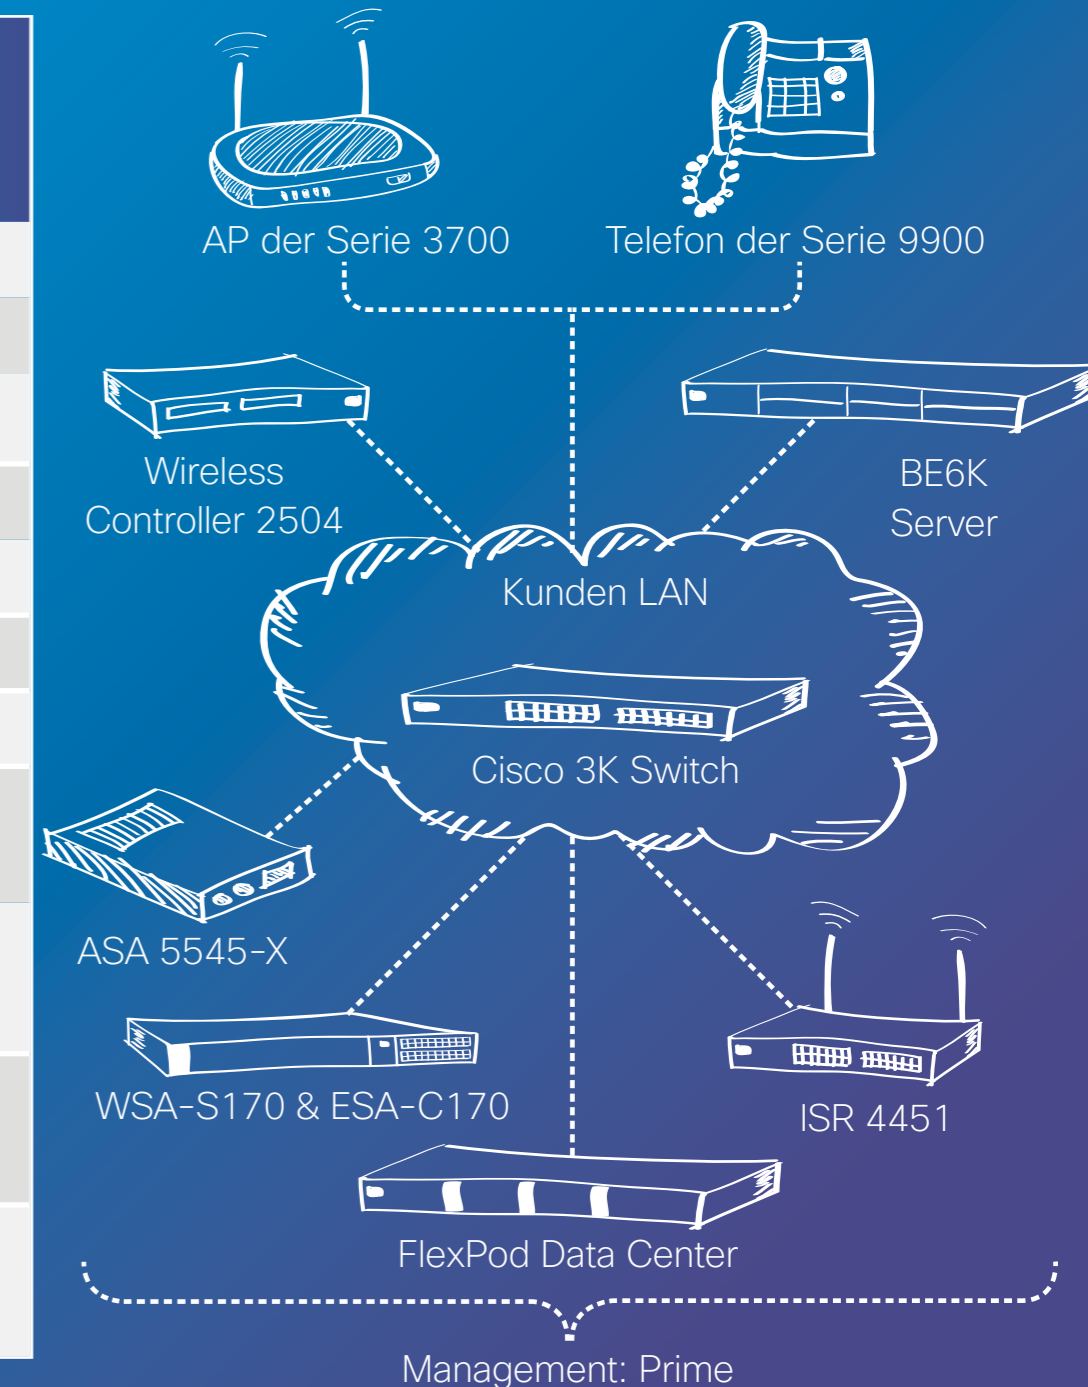 AP der Serie 3700
Telefon der Serie 9900
Wireless
Controller 2504
BE6K
Server
Kunden LAN
Cisco 3K Switch
ASA 5545-X
WSA-S170 & ESA-C170
ISR 4451
FlexPod Data Center
Management: Prime